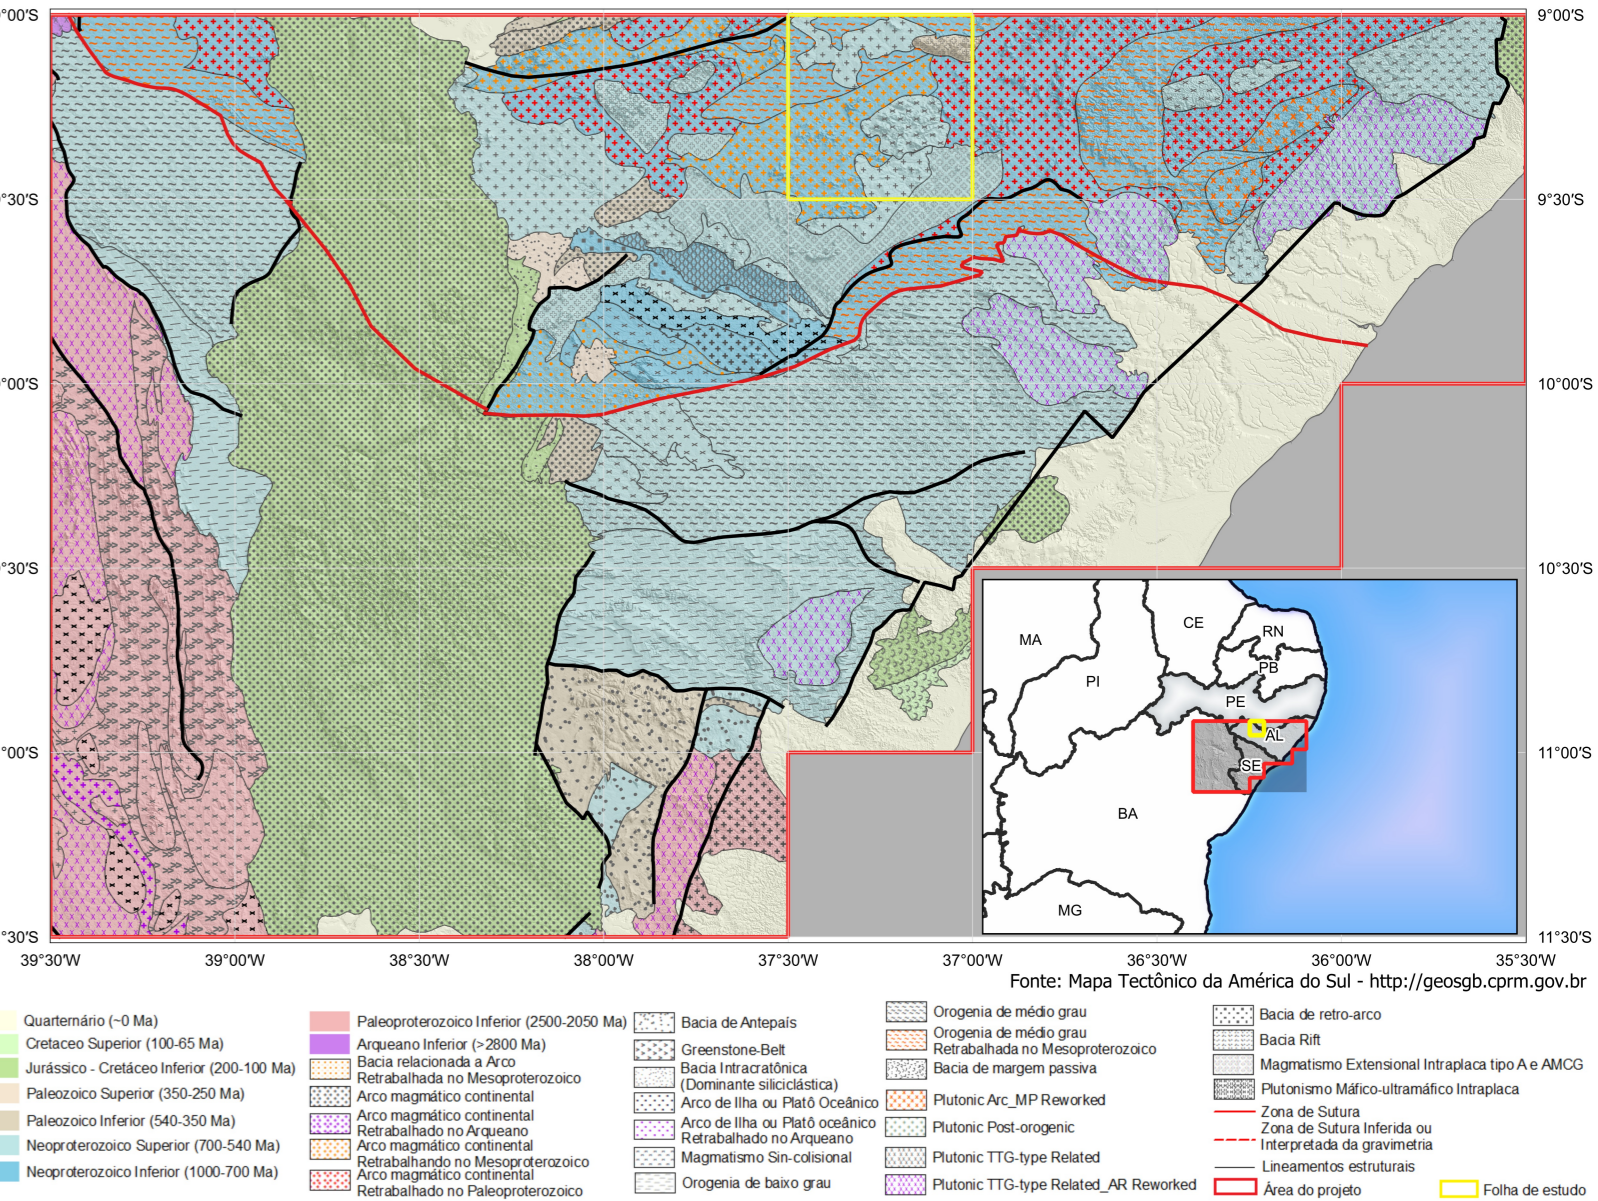 9°00'S
9°30'S
10°00'S
10°30'S
11°00'S
11°30'S
39°30'W
39°00'W
38°30'W
38°00'W
37°30'W
37°00'W
36°30'W
36°00'W
35°30'W
MA
CE
RN
PB
PI
PE
AL
SE
BA
MG
Fonte: Mapa Tectônico da América do Sul - http://geosgb.cprm.gov.br
Quarternário (~0 Ma)
Cretaceo Superior (100-65 Ma)
Jurássico - Cretáceo Inferior (200-100 Ma)
Paleozoico Superior (350-250 Ma)
Paleozoico Inferior (540-350 Ma)
Neoproterozoico Superior (700-540 Ma)
Neoproterozoico Inferior (1000-700 Ma)
Paleoproterozoico Inferior (2500-2050 Ma)
Arqueano Inferior (>2800 Ma)
Bacia relacionada a Arco
Retrabalhada no Mesoproterozoico
Arco magmático continental
Arco magmático continental
Retrabalhado no Arqueano
Arco magmático continental
Retrabalhando no Mesoproterozoico
Arco magmático continental
Retrabalhado no Paleoproterozoico
Bacia de Antepaís
Greenstone-Belt
Bacia Intracratônica
(Dominante siliciclástica)
Arco de Ilha ou Platô Oceânico
Arco de Ilha ou Platô oceânico
Retrabalhado no Arqueano
Magmatismo Sin-colisional
Orogenia de baixo grau
Orogenia de médio grau
Orogenia de médio grau
Retrabalhada no Mesoproterozoico
Bacia de margem passiva
Plutonic Arc_MP Reworked
Plutonic Post-orogenic
Plutonic TTG-type Related
Plutonic TTG-type Related_AR Reworked
Bacia de retro-arco
Bacia Rift
Magmatismo Extensional Intraplaca tipo A e AMCG
Plutonismo Máfico-ultramáfico Intraplaca
Zona de Sutura
Zona de Sutura Inferida ou
Interpretada da gravimetria
Lineamentos estruturais
Área do projeto
Folha de estudo